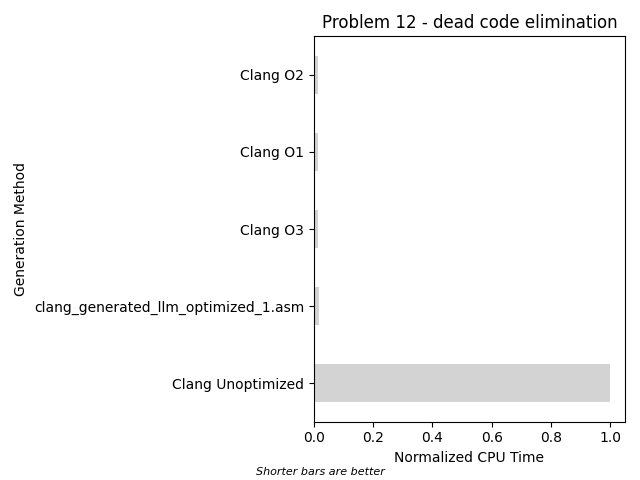 Problem 12 - dead code elimination
Generation Method
Clang O2
Clang O1
Clang O3
clang_generated_llm_optimized_1.asm
Clang Unoptimized
0.0 0.2 0.4 0.6 0.8 1.0
Normalized CPU Time
Shorter bars are better